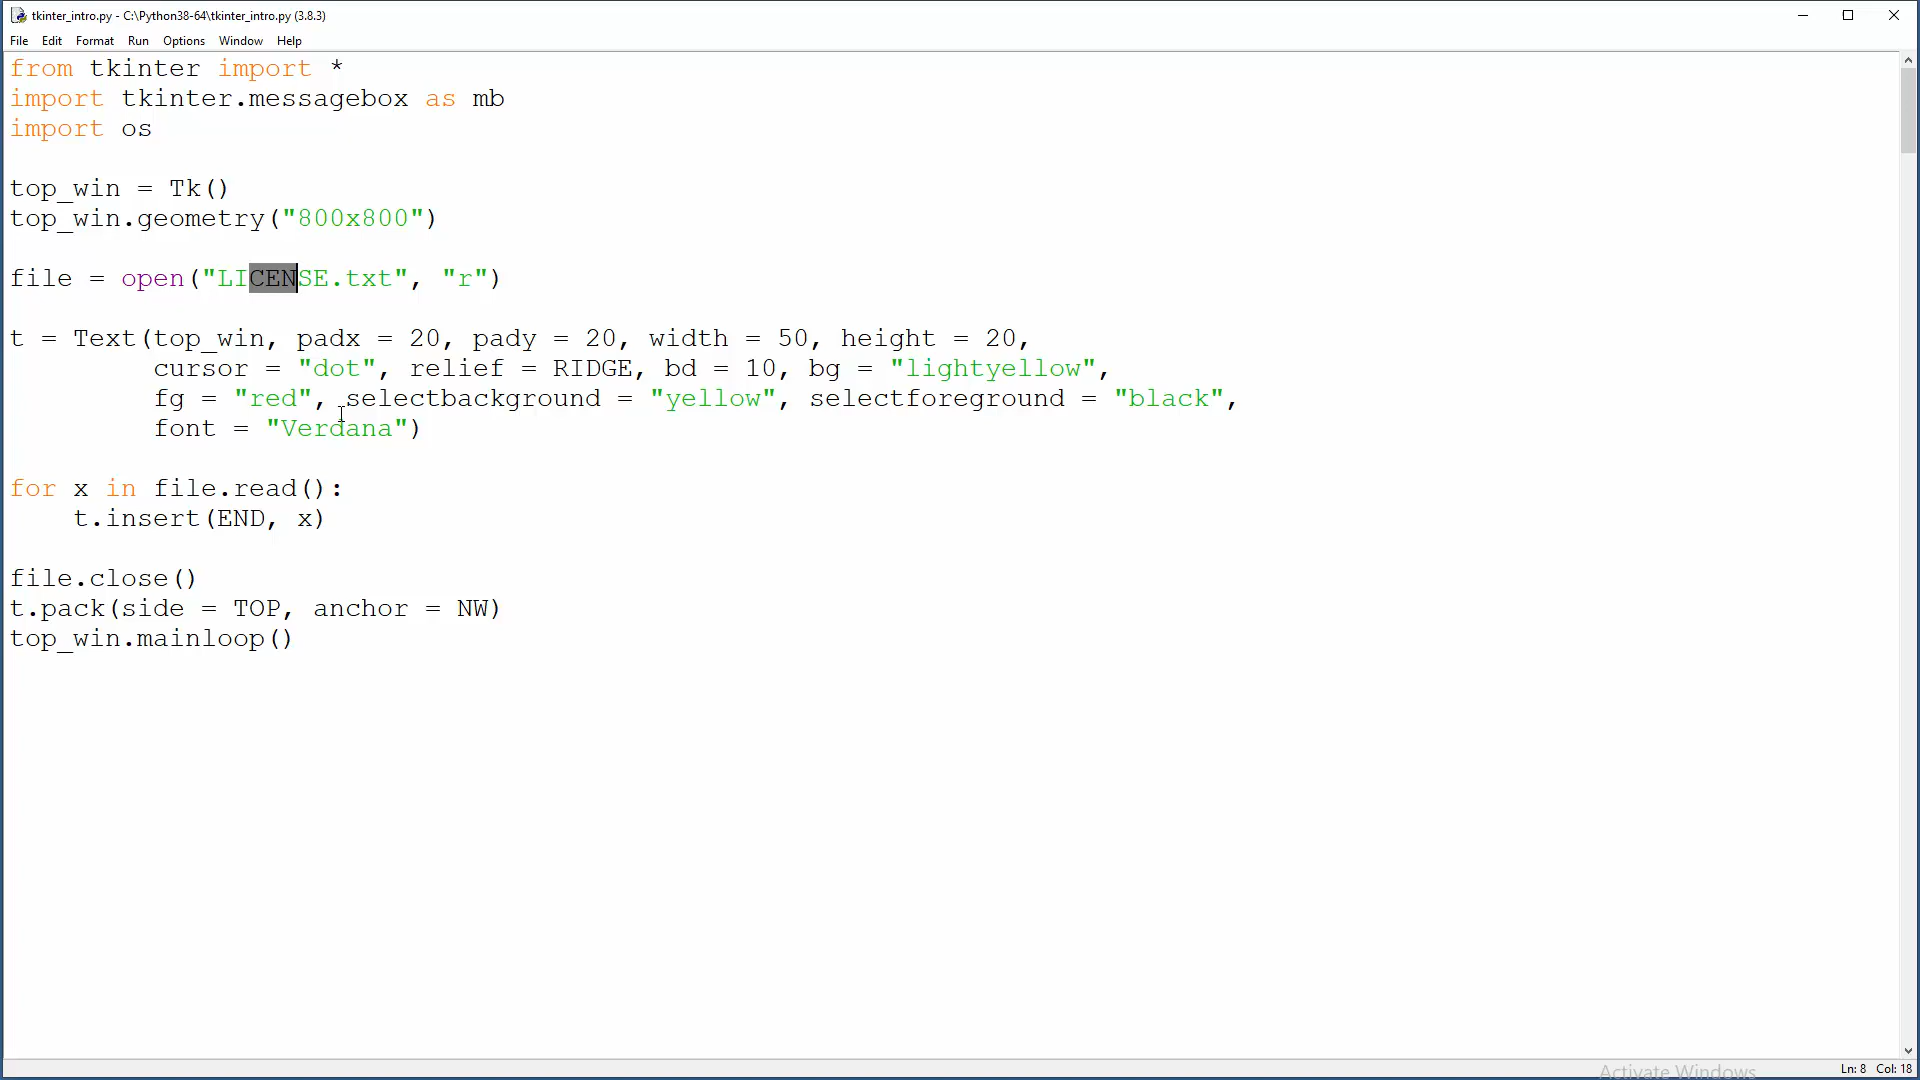 tkinter_intro.py - C:\Python38-64\tkinter_intro.py (3.8.3)
File Edit Format Run Options Window Help
from tkinter import *
import tkinter.messagebox as mb
import os
top_win = Tk()
top_win.geometry("800x800")
file = open("LICENSE.txt", "r")
t = Text(top_win, padx = 20, pady = 20, width = 50, height = 20,
cursor = "dot", relief = RIDGE, bd = 10, bg = "lightyellow",
fg = "red", selectbackground = "yellow", selectforeground = "black",
font = "Verdana")
for x in file.read():
t.insert(END, x)
file.close()
t.pack(side = TOP, anchor = NW)
top_win.mainloop()
Activate Windows
Ln: 8 Col: 18